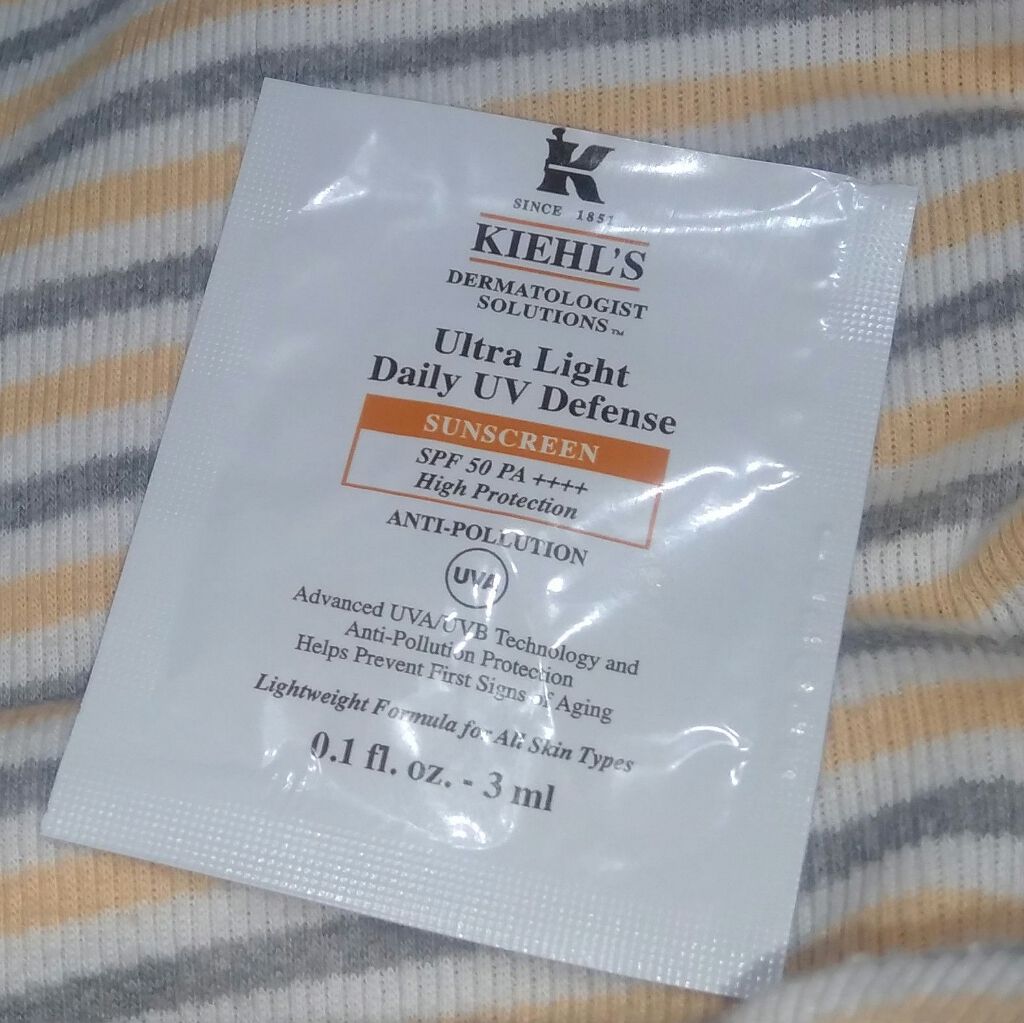 K
SINCE 1851
KIEHL'S
DERMATOLOGIST
SOLUTIONS™
Ultra Light
Daily UV Defense
SUNSCREEN
SPF 50 PA ++++
High Protection
ANTI-POLLUTION
UVA
Advanced UVA/UVB Technology and
Anti-Pollution Protection
Helps Prevent First Signs of Aging
Lightweight Formula for All Skin Types
0.1 fl. oz. - 3 ml